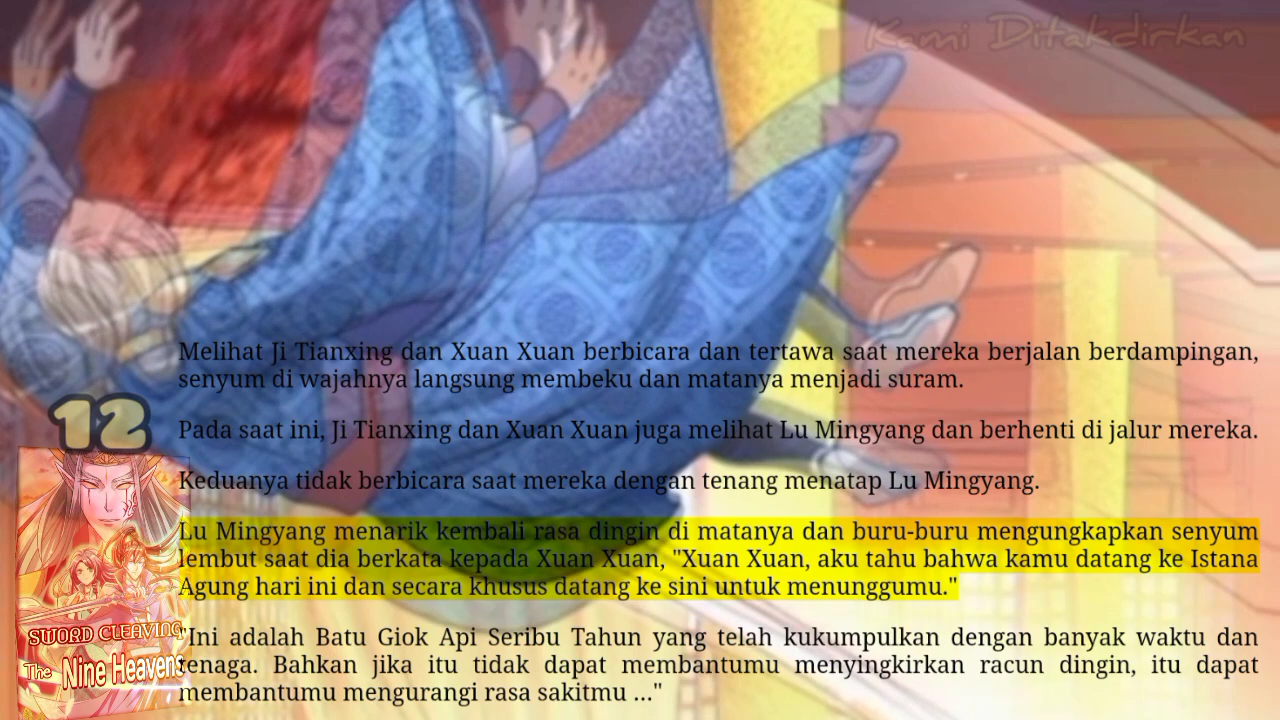 Kami Ditakdirkan
Melihat Ji Tianxing dan Xuan Xuan berbicara dan tertawa saat mereka berjalan berdampingan,
senyum di wajahnya langsung membeku dan matanya menjadi suram.
12
Pada saat ini, Ji Tianxing dan Xuan Xuan juga melihat Lu Mingyang dan berhenti di jalur mereka.
Keduanya tidak berbicara saat mereka dengan tenang menatap Lu Mingyang.
Lu Mingyang menarik kembali rasa dingin di matanya dan buru-buru mengungkapkan senyum
lembut saat dia berkata kepada Xuan Xuan, "Xuan Xuan, aku tahu bahwa kamu datang ke Istana
Agung hari ini dan secara khusus datang ke sini untuk menunggumu."
"Ini adalah Batu Giok Api Seribu Tahun yang telah kukumpulkan dengan banyak waktu dan
tenaga. Bahkan jika itu tidak dapat membantumu menyingkirkan racun dingin, itu dapat
membantumu mengurangi rasa sakitmu ..."
SWORD CLEAVING
The Nine Heavens